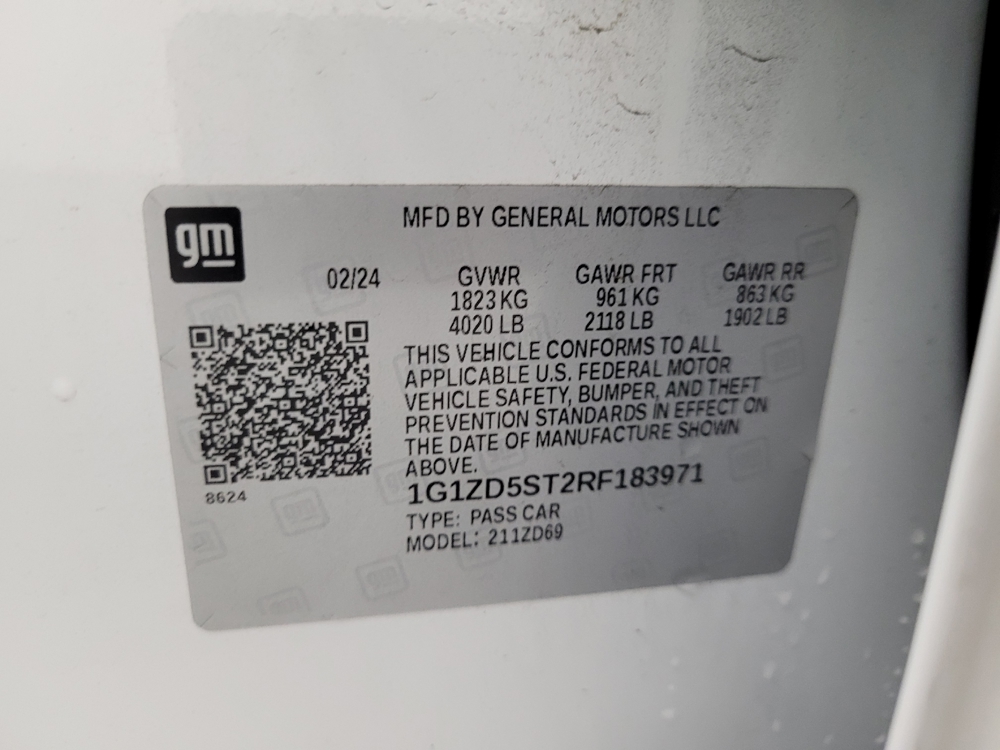 gm
MFD BY GENERAL MOTORS LLC
02/24 GVWR GAWR FRT GAWR RR
1823 KG 961 KG 863 KG
4020 LB 2118 LB 1902 LB
THIS VEHICLE CONFORMS TO ALL
APPLICABLE U.S. FEDERAL MOTOR
VEHICLE SAFETY, BUMPER, AND THEFT
PREVENTION STANDARDS IN EFFECT ON
THE DATE OF MANUFACTURE SHOWN
ABOVE.
8624
1G1ZD5ST2RF183971
TYPE: PASS CAR
MODEL: 211ZD69